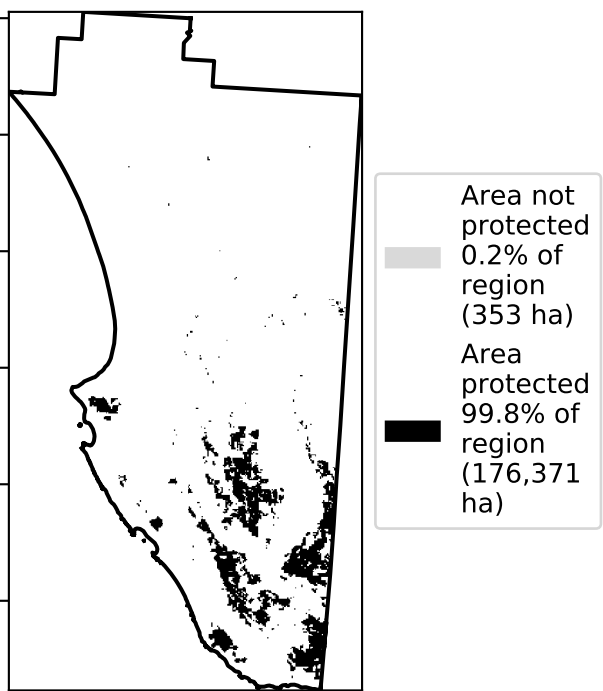 Area not
protected
0.2% of
region
(353 ha)
Area
protected
99.8% of
region
(176,371
ha)